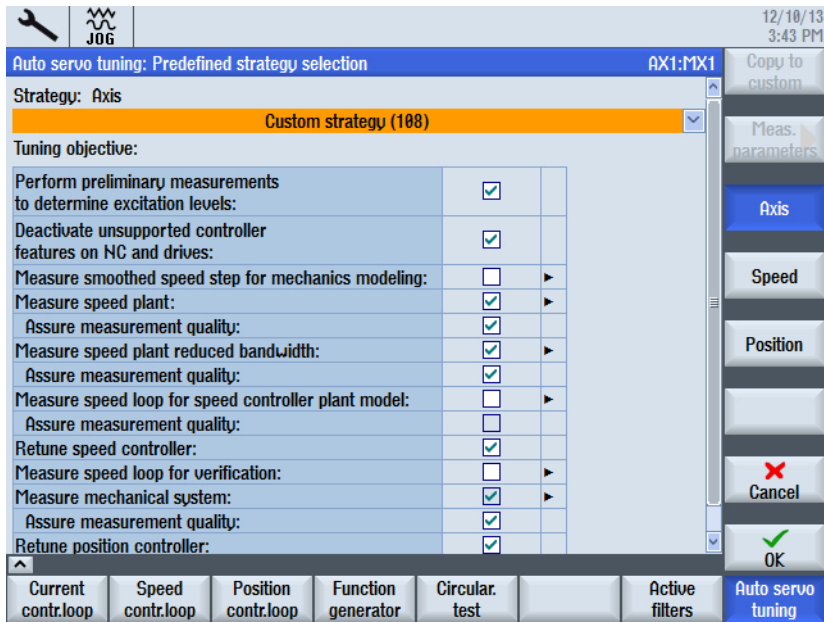 12/10/13
JOG
3:43 PM
Auto servo tuning: Predefined strategy selection AX1:MX1
Strategy: Axis
Custom strategy (108)
Tuning objective:
Perform preliminary measurements
to determine excitation levels:
Deactivate unsupported controller
features on NC and drives:
Measure smoothed speed step for mechanics modeling:
Measure speed plant:
Assure measurement quality:
Measure speed plant reduced bandwidth:
Assure measurement quality:
Measure speed loop for speed controller plant model:
Assure measurement quality:
Retune speed controller:
Measure speed loop for verification:
Measure mechanical system:
Assure measurement quality:
Retune position controller:
Copy to
custom
Meas.
parameters
Axis
Speed
Position
Cancel
OK
Current
contr.loop
Speed
contr.loop
Position
contr.loop
Function
generator
Circular.
test
Active
filters
Auto servo
tuning